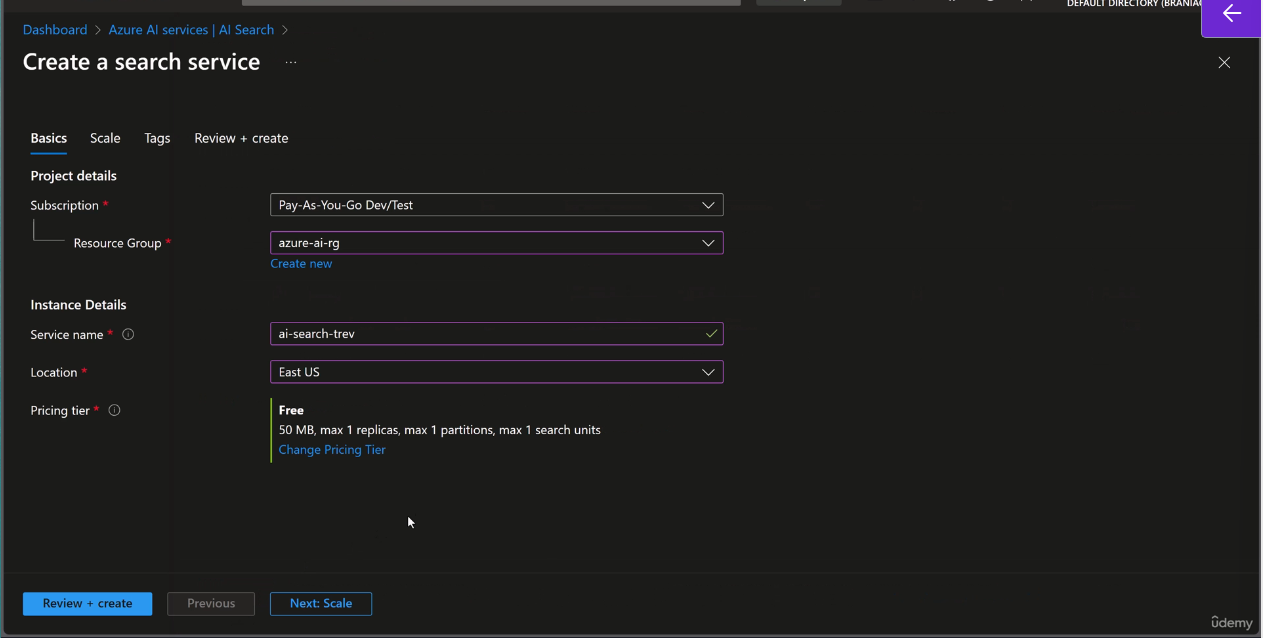 DEFAULT DIRECTORY (BRANIAC
Dashboard > Azure AI services | AI Search >
Create a search service ...
Basics Scale Tags Review + create
Project details
Subscription * Pay-As-You-Go Dev/Test
Resource Group * azure-ai-rg
Create new
Instance Details
Service name * ai-search-trev
Location * East US
Pricing tier * Free
50 MB, max 1 replicas, max 1 partitions, max 1 search units
Change Pricing Tier
Review + create Previous Next: Scale
ûdemy